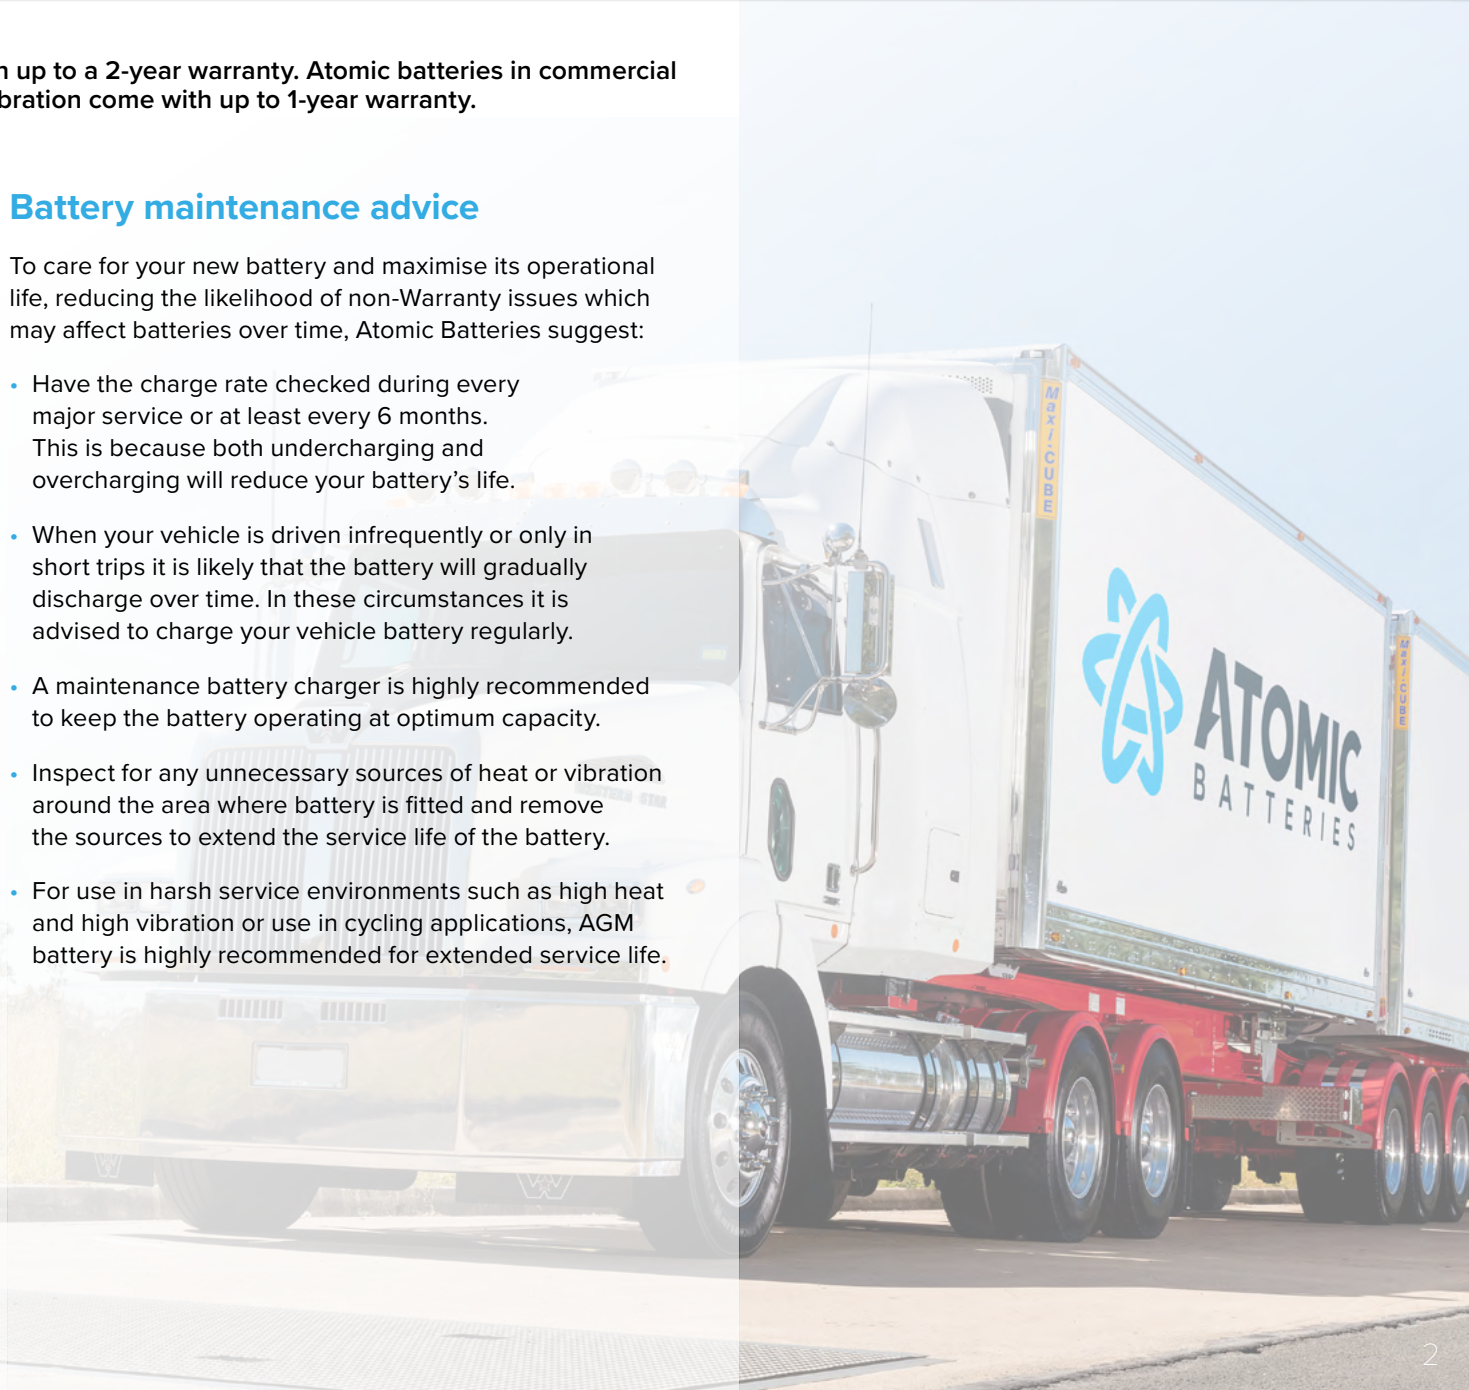 up to a 2-year warranty. Atomic batteries in commercial
bration come with up to 1-year warranty.
Battery maintenance advice
To care for your new battery and maximise its operational
life, reducing the likelihood of non-Warranty issues which
may affect batteries over time, Atomic Batteries suggest:
• Have the charge rate checked during every
major service or at least every 6 months.
This is because both undercharging and
overcharging will reduce your battery’s life.
• When your vehicle is driven infrequently or only in
short trips it is likely that the battery will gradually
discharge over time. In these circumstances it is
advised to charge your vehicle battery regularly.
• A maintenance battery charger is highly recommended
to keep the battery operating at optimum capacity.
• Inspect for any unnecessary sources of heat or vibration
around the area where battery is fitted and remove
the sources to extend the service life of the battery.
• For use in harsh service environments such as high heat
and high vibration or use in cycling applications, AGM
battery is highly recommended for extended service life.
Maxi-CUBE
Maxi-CUBE
ATOMIC
BATTERIES
WESTERN STAR
2